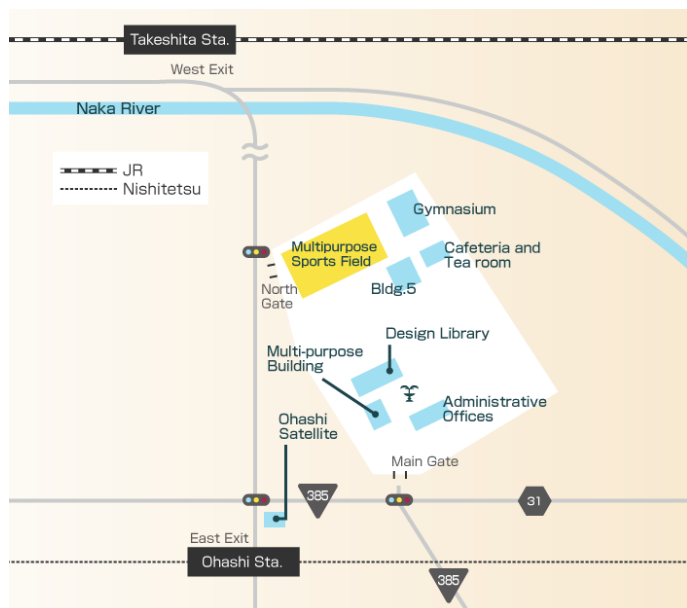 Takeshita Sta.
West Exit
Naka River
JR
Nishitetsu
Gymnasium
Multipurpose
Sports Field
Cafeteria and
Tea room
Bldg.5
North
Gate
Design Library
Multi-purpose
Building
Administrative
Offices
Ohashi
Satellite
Main Gate
385
31
East Exit
Ohashi Sta.
385